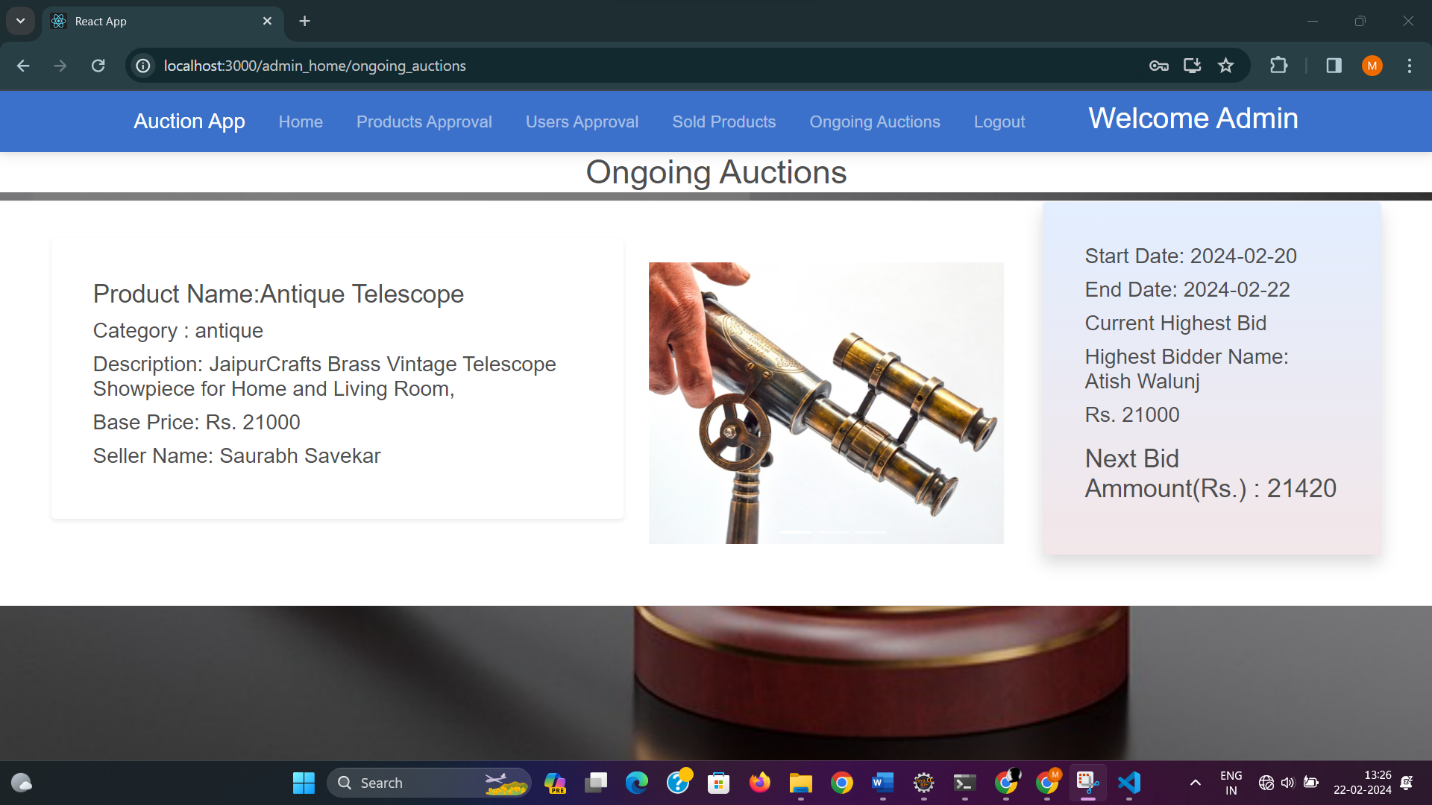 React App
localhost:3000/admin_home/ongoing_auctions
M
Auction App
Home
Products Approval
Users Approval
Sold Products
Ongoing Auctions
Logout
Welcome Admin
Ongoing Auctions
Product Name:Antique Telescope
Category : antique
Description: JaipurCrafts Brass Vintage Telescope
Showpiece for Home and Living Room,
Base Price: Rs. 21000
Seller Name: Saurabh Savekar
Start Date: 2024-02-20
End Date: 2024-02-22
Current Highest Bid
Highest Bidder Name:
Atish Walunj
Rs. 21000
Next Bid
Ammount(Rs.) : 21420
Search
PRE
M
ENG
IN
13:26
22-02-2024